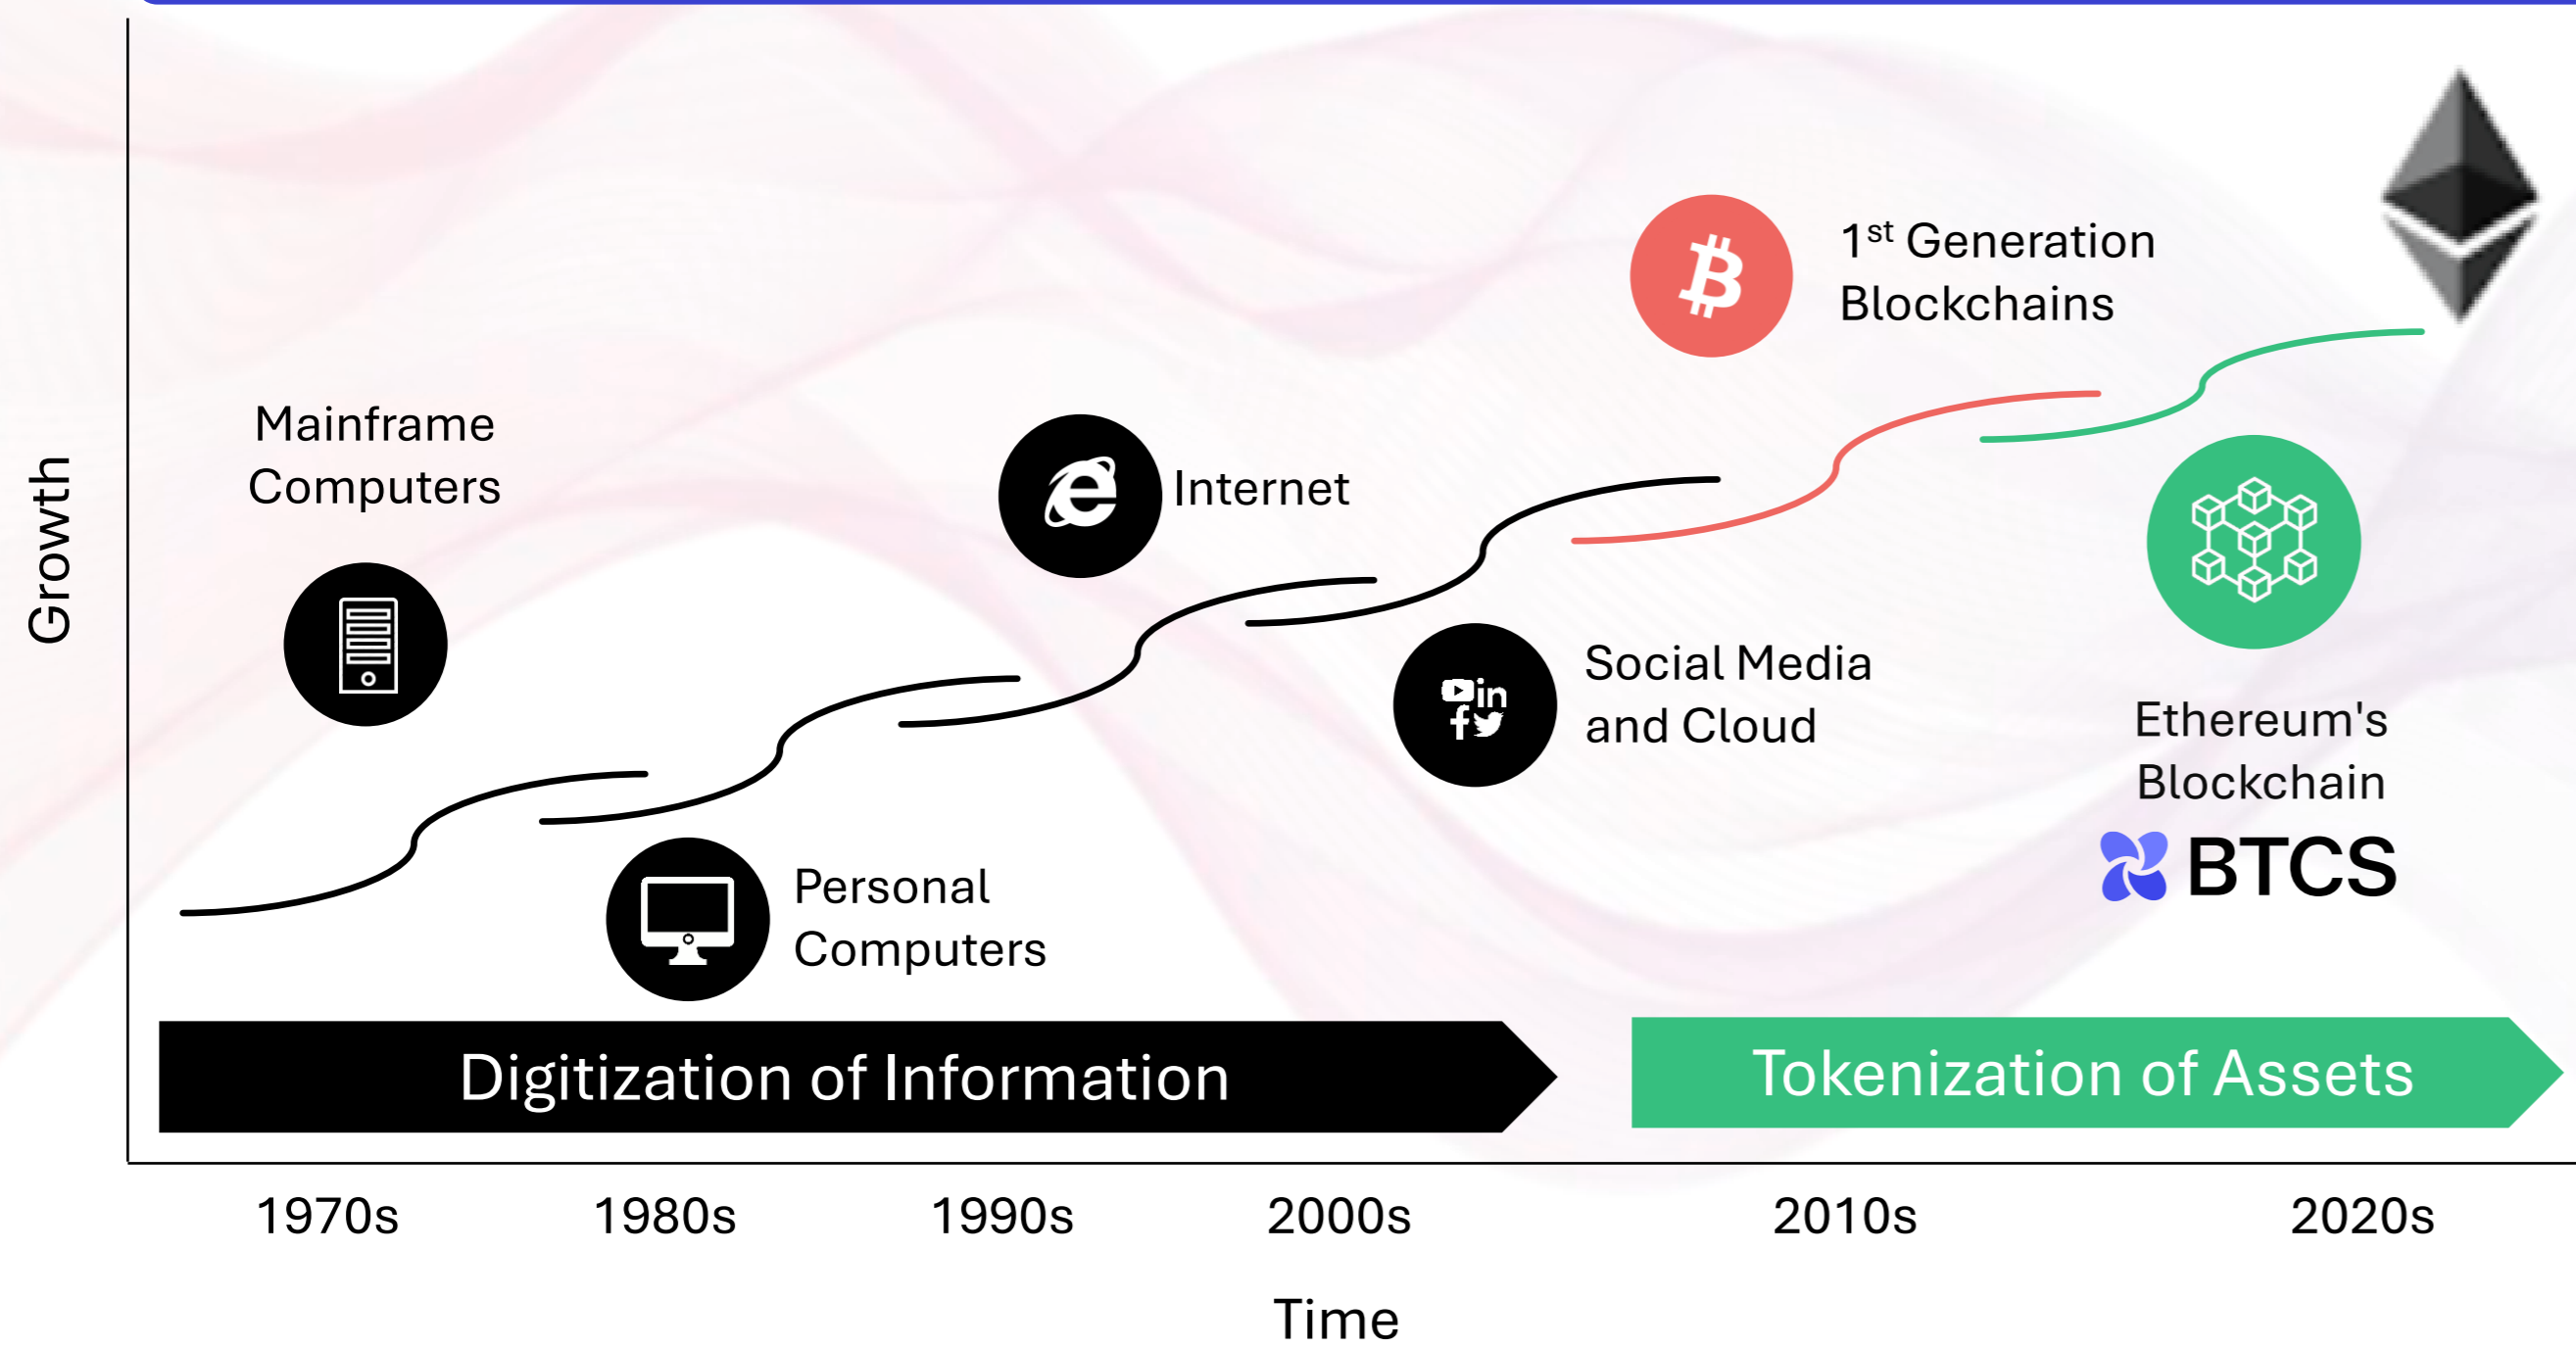 Growth
Mainframe
Computers
Personal
Computers
Internet
Social Media
and Cloud
1st Generation
Blockchains
Ethereum's
Blockchain
BTCS
Digitization of Information
Tokenization of Assets
1970s
1980s
1990s
2000s
2010s
2020s
Time